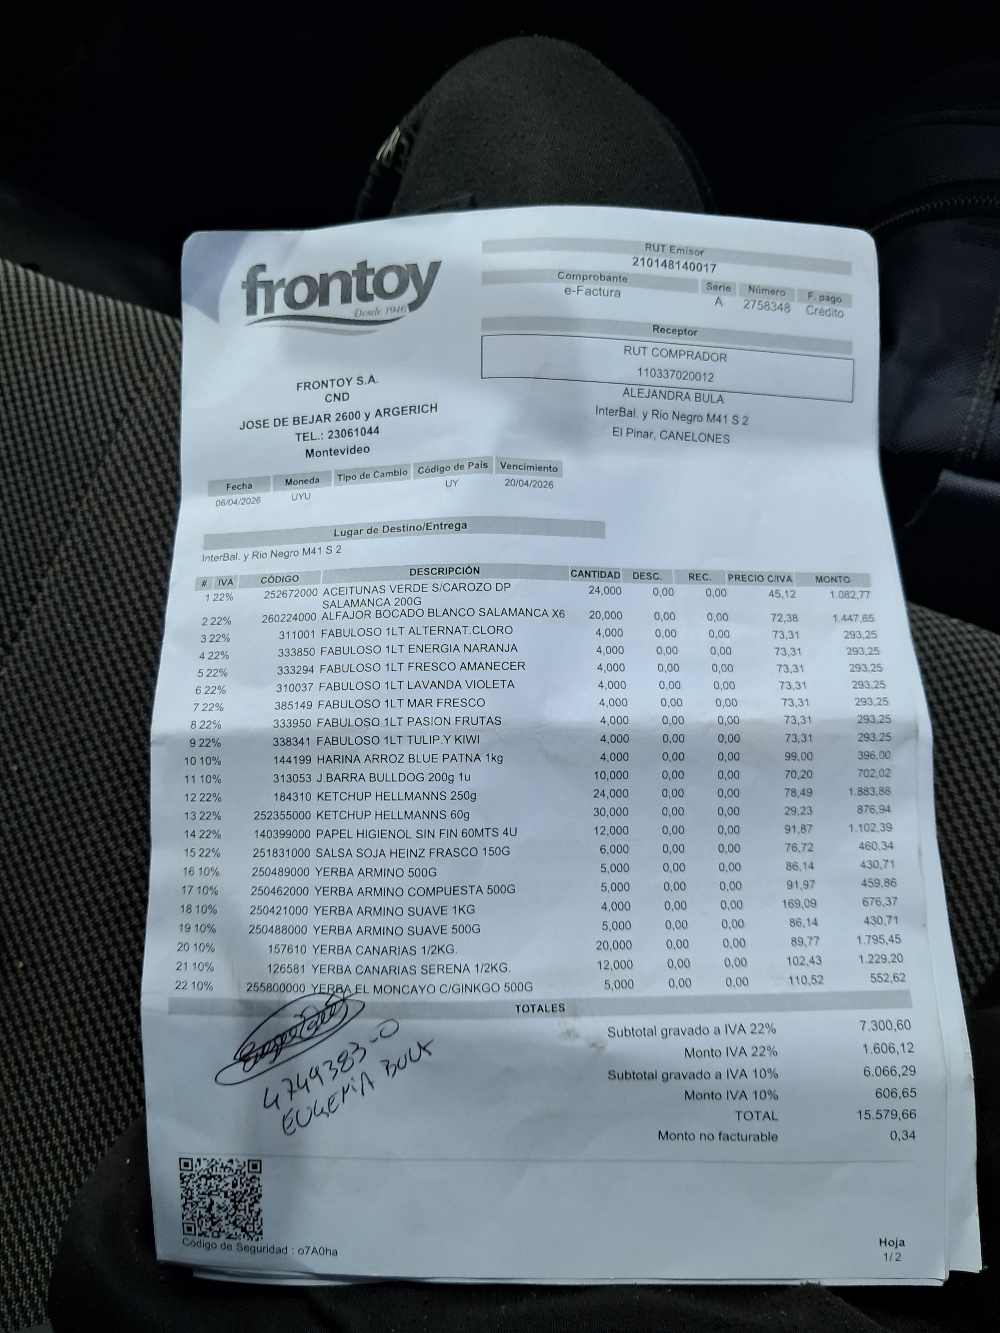 frontoy
Desde 1946
RUT Emisor
210148140017
Comprobante Serie Número F. pago
e-Factura A 2758348 Crédito
Receptor
RUT COMPRADOR
110337020012
ALEJANDRA BULA
InterBal. y Rio Negro M41 S 2
El Pinar, CANELONES
FRONTOY S.A.
CND
JOSE DE BEJAR 2600 y ARGERICH
TEL.: 23061044
Montevideo
Fecha Moneda Tipo de Cambio Código de País Vencimiento
06/04/2026 UYU UY 20/04/2026
Lugar de Destino/Entrega
InterBal. y Rio Negro M41 S 2
# IVA CÓDIGO DESCRIPCIÓN CANTIDAD DESC. REC. PRECIO C/IVA MONTO
1 22% 252672000 ACEITUNAS VERDE S/CAROZO DP 24,000 0,00 0,00 45,12 1.082,77
SALAMANCA 200G
2 22% 260224000 ALFAJOR BOCADO BLANCO SALAMANCA X6 20,000 0,00 0,00 72,38 1.447,65
3 22% 311001 FABULOSO 1LT ALTERNAT.CLORO 4,000 0,00 0,00 73,31 293,25
4 22% 333850 FABULOSO 1LT ENERGIA NARANJA 4,000 0,00 0,00 73,31 293,25
5 22% 333294 FABULOSO 1LT FRESCO AMANECER 4,000 0,00 0,00 73,31 293,25
6 22% 310037 FABULOSO 1LT LAVANDA VIOLETA 4,000 0,00 0,00 73,31 293,25
7 22% 385149 FABULOSO 1LT MAR FRESCO 4,000 0,00 0,00 73,31 293,25
8 22% 333950 FABULOSO 1LT PASION FRUTAS 4,000 0,00 0,00 73,31 293,25
9 22% 338341 FABULOSO 1LT TULIP.Y KIWI 4,000 0,00 0,00 73,31 293,25
10 10% 144199 HARINA ARROZ BLUE PATNA 1kg 4,000 0,00 0,00 99,00 396,00
11 10% 313053 J.BARRA BULLDOG 200g 1u 10,000 0,00 0,00 70,20 702,02
12 22% 184310 KETCHUP HELLMANNS 250g 24,000 0,00 0,00 78,49 1.883,88
13 22% 252355000 KETCHUP HELLMANNS 60g 30,000 0,00 0,00 29,23 876,94
14 22% 140399000 PAPEL HIGIENOL SIN FIN 60MTS 4U 12,000 0,00 0,00 91,87 1.102,39
15 22% 251831000 SALSA SOJA HEINZ FRASCO 150G 6,000 0,00 0,00 76,72 460,34
16 10% 250489000 YERBA ARMINO 500G 5,000 0,00 0,00 86,14 430,71
17 10% 250462000 YERBA ARMINO COMPUESTA 500G 5,000 0,00 0,00 91,97 459,86
18 10% 250421000 YERBA ARMINO SUAVE 1KG 4,000 0,00 0,00 169,09 676,37
19 10% 250488000 YERBA ARMINO SUAVE 500G 5,000 0,00 0,00 86,14 430,71
20 10% 157610 YERBA CANARIAS 1/2KG. 20,000 0,00 0,00 89,77 1.795,45
21 10% 126581 YERBA CANARIAS SERENA 1/2KG. 12,000 0,00 0,00 102,43 1.229,20
22 10% 255800000 YERBA EL MONCAYO C/GINKGO 500G 5,000 0,00 0,00 110,52 552,62
TOTALES
Subtotal gravado a IVA 22% 7.300,60
Monto IVA 22% 1.606,12
Subtotal gravado a IVA 10% 6.066,29
Monto IVA 10% 606,65
TOTAL 15.579,66
Monto no facturable 0,34
4749383-0
EUGENIA BULA
Código de Seguridad : o7A0ha
Hoja
1/2